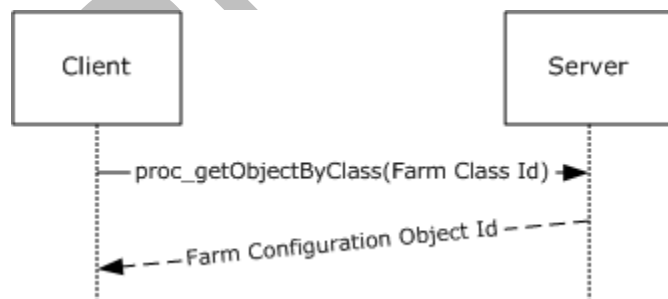 Client
Server
proc_getObjectByClass(Farm Class Id)
Farm Configuration Object Id